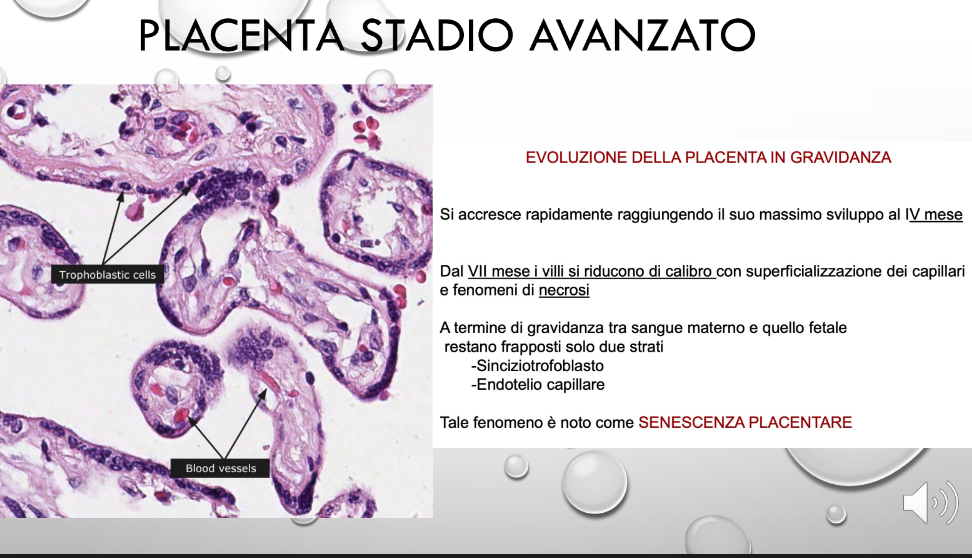 PLACENTA STADIO AVANZATO
Trophoblastic cells
Blood vessels
EVOLUZIONE DELLA PLACENTA IN GRAVIDANZA
Si accresce rapidamente raggiungendo il suo massimo sviluppo al IV mese
Dal VII mese i villi si riducono di calibro con superficializzazione dei capillari
e fenomeni di necrosi
A termine di gravidanza tra sangue materno e quello fetale
restano frapposti solo due strati
-Sinciziotrofoblasto
-Endotelio capillare
Tale fenomeno è noto come SENESCENZA PLACENTARE